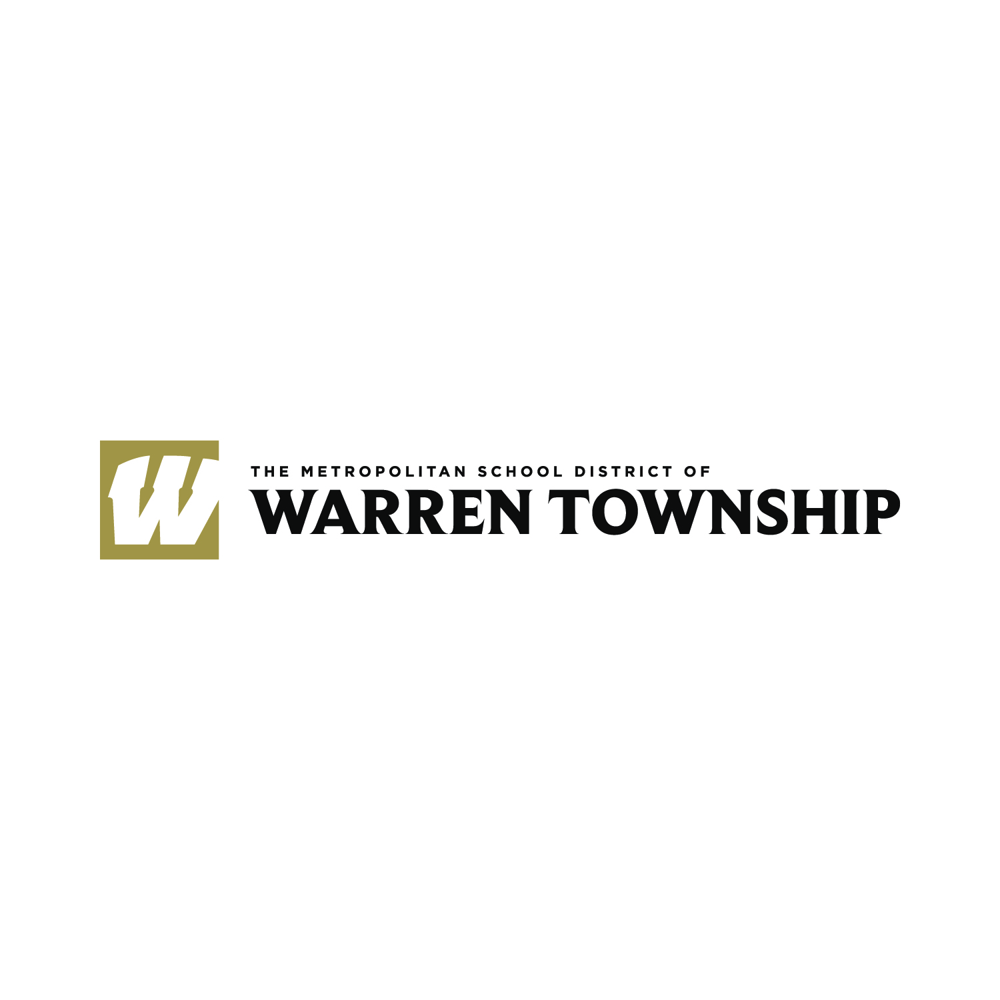 W
THE METROPOLITAN SCHOOL DISTRICT OF
WARREN TOWNSHIP